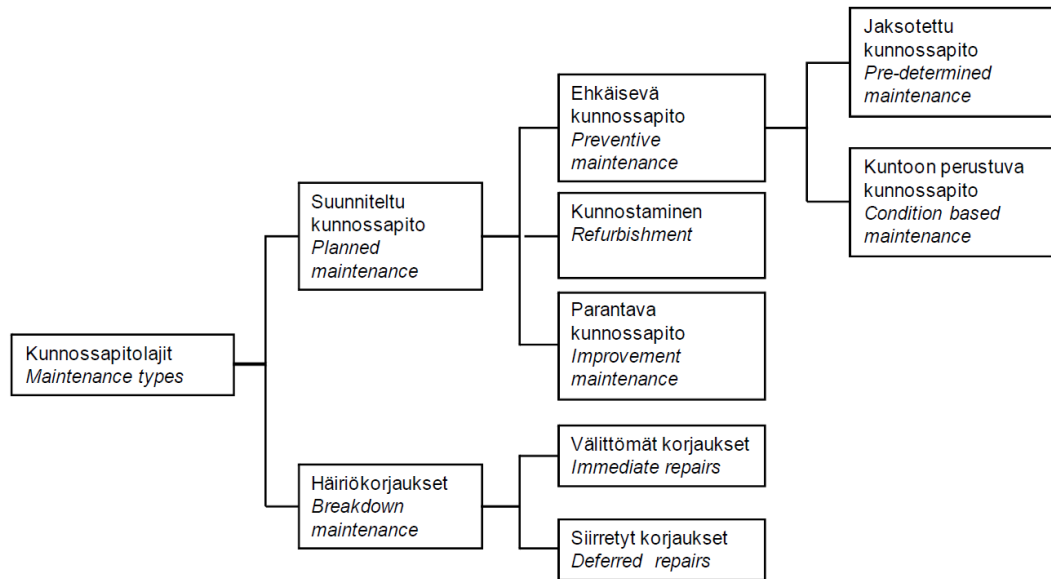 Kunnossapitolajit
Maintenance types
Suunniteltu
kunnossapito
Planned
maintenance
Ehkäisevä
kunnossapito
Preventive
maintenance
Jaksotettu
kunnossapito
Pre-determined
maintenance
Kuntoon perustuva
kunnossapito
Condition based
maintenance
Kunnostaminen
Refurbishment
Parantava
kunnossapito
Improvement
maintenance
Häiriökorjaukset
Breakdown
maintenance
Välittömät korjaukset
Immediate repairs
Siirretyt korjaukset
Deferred repairs